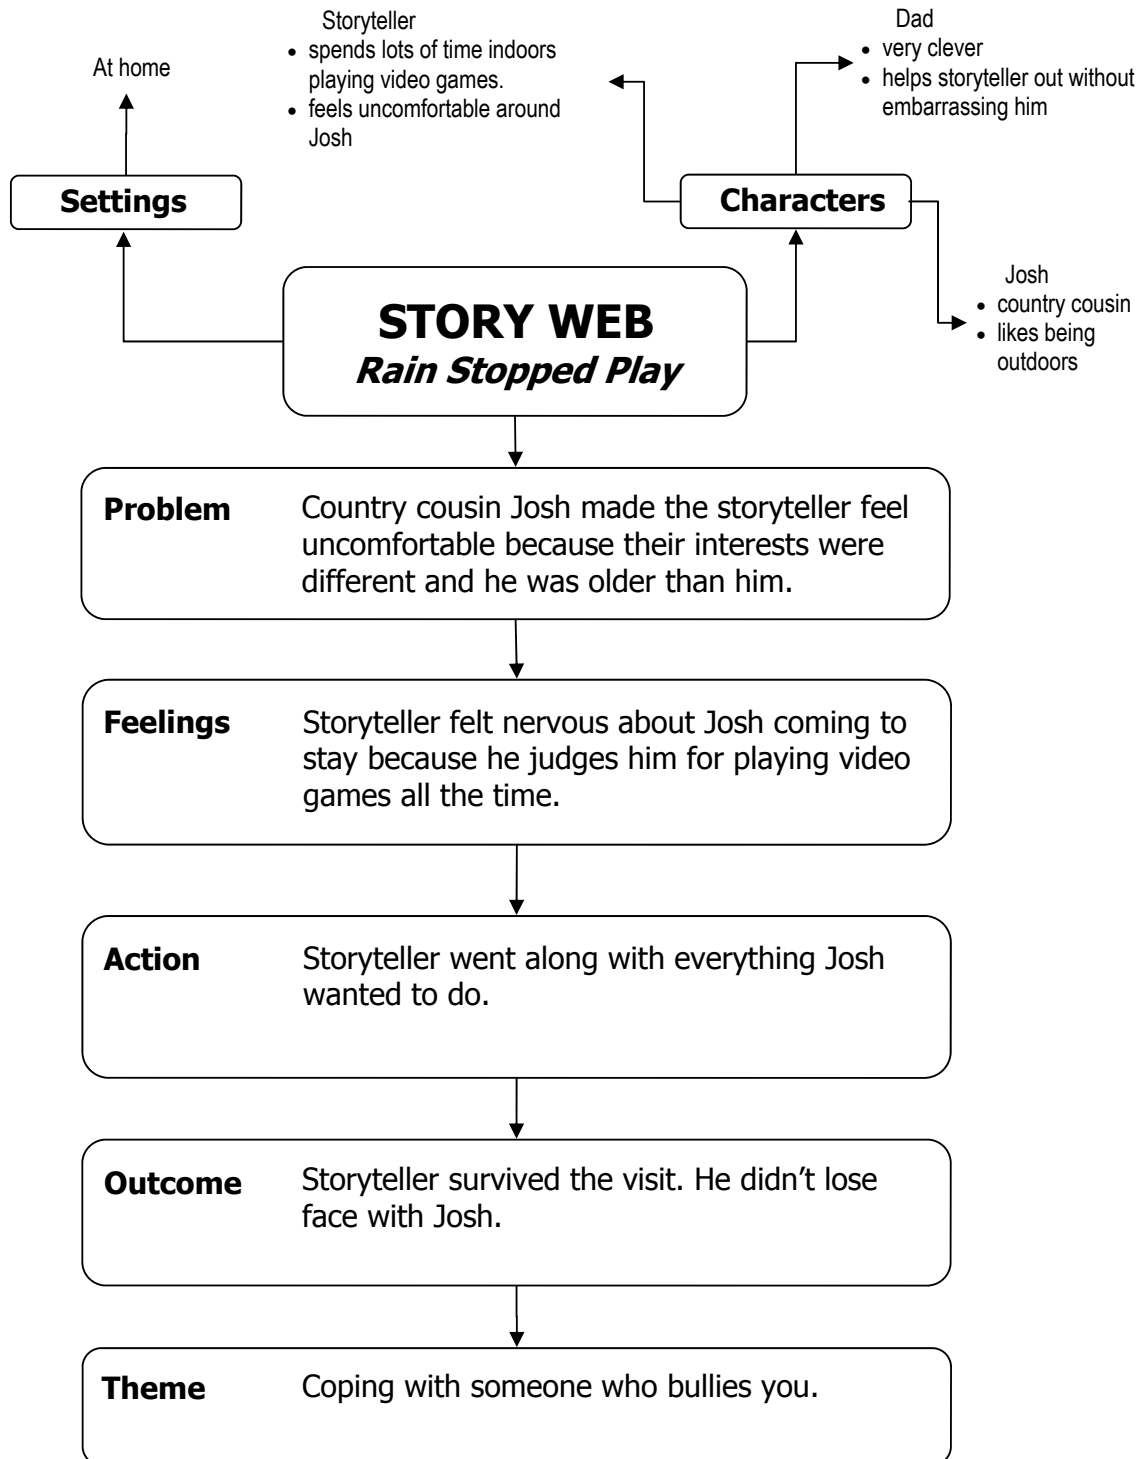 Storyteller
• spends lots of time indoors
playing video games.
• feels uncomfortable around
Josh
Dad
• very clever
• helps storyteller out without
embarrassing him
At home
Settings
Characters
Josh
• country cousin
• likes being
outdoors
STORY WEB
Rain Stopped Play
Problem
Country cousin Josh made the storyteller feel
uncomfortable because their interests were
different and he was older than him.
Feelings
Storyteller felt nervous about Josh coming to
stay because he judges him for playing video
games all the time.
Action
Storyteller went along with everything Josh
wanted to do.
Outcome
Storyteller survived the visit. He didn’t lose
face with Josh.
Theme
Coping with someone who bullies you.